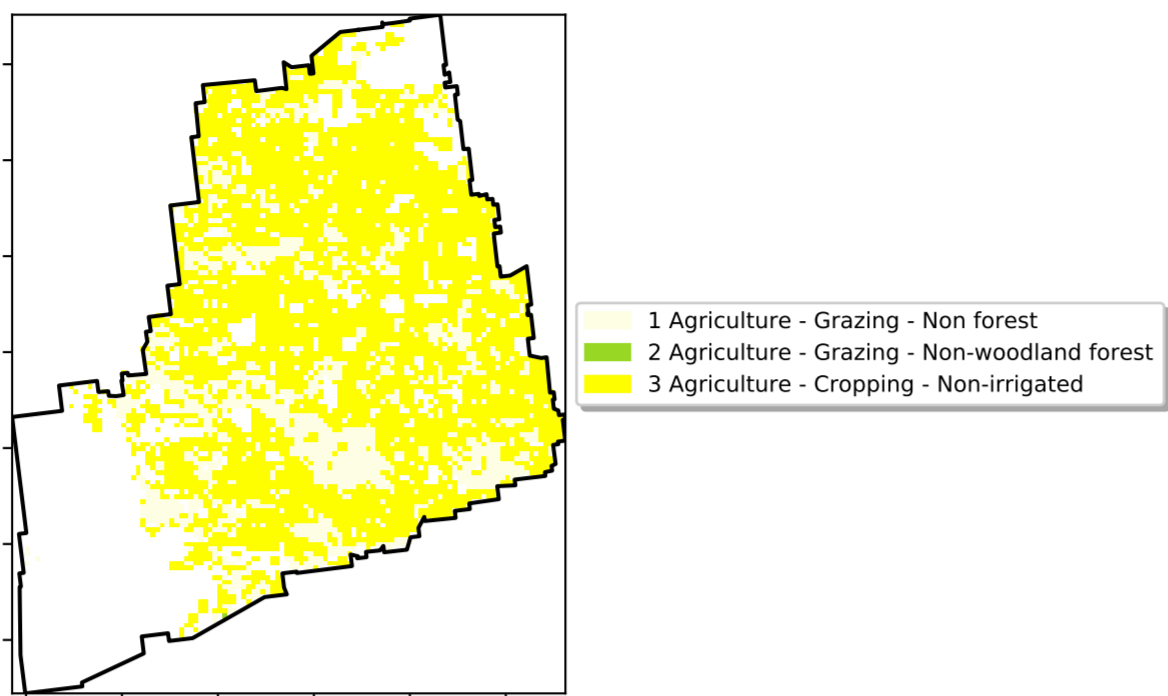 1 Agriculture - Grazing - Non forest
2 Agriculture - Grazing - Non-woodland forest
3 Agriculture - Cropping - Non-irrigated